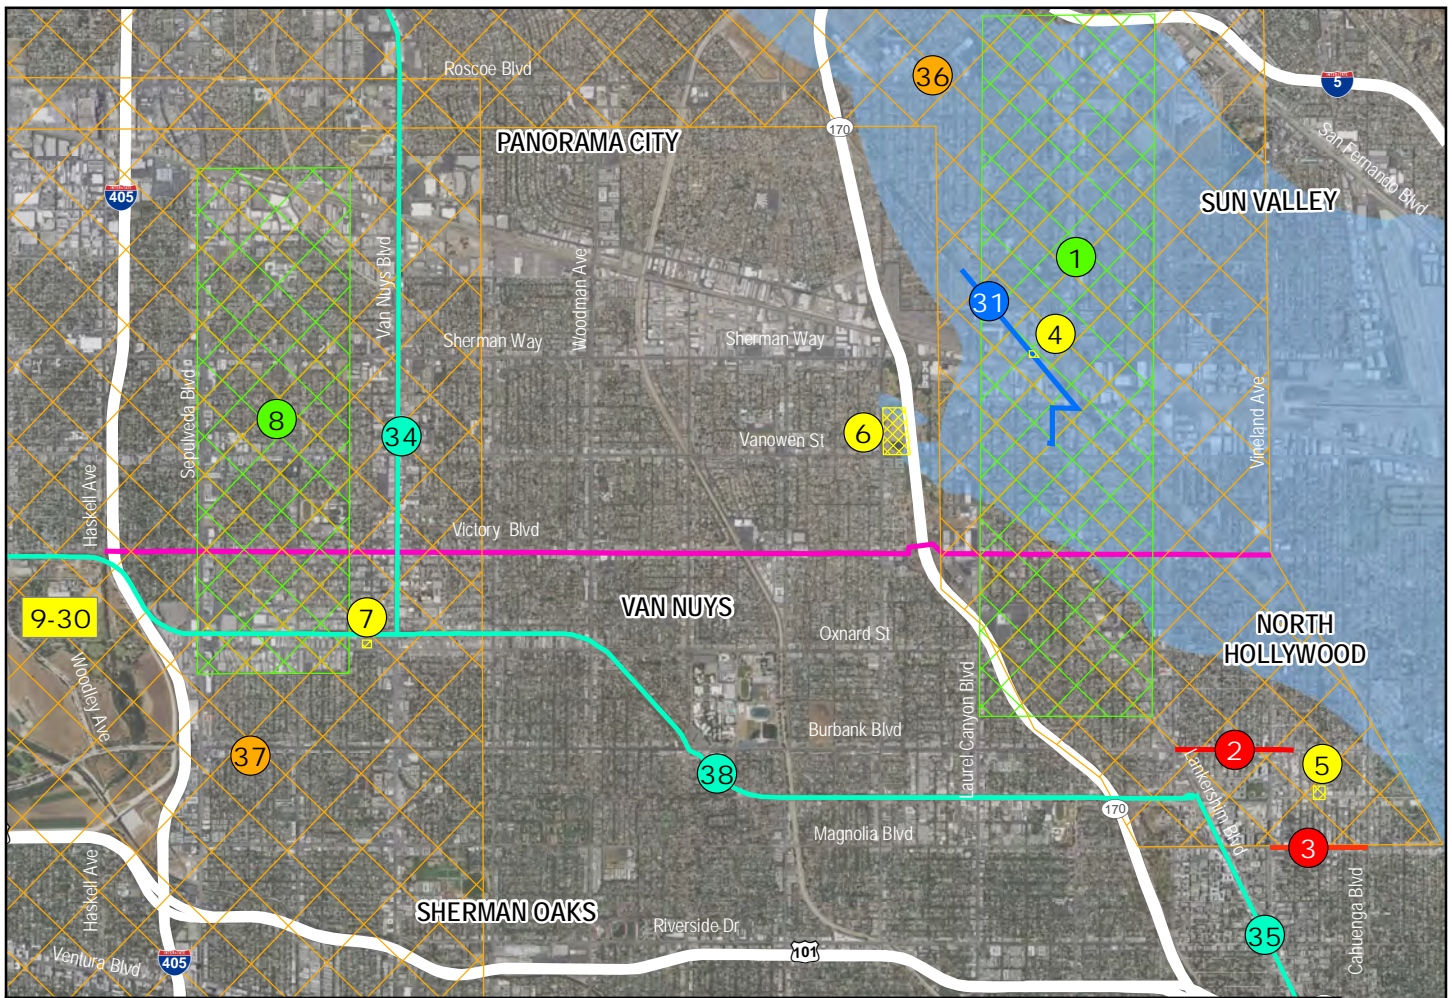 Roscoe Blvd
36
5
PANORAMA CITY
170
San Fernando Blvd
405
SUN VALLEY
Van Nuys Blvd
Woodman Ave
1
31
4
Sherman Way
Sherman Way
Sepulveda Blvd
8
34
6
Vanowen St
Vineland Ave
Haskell Ave
Victory Blvd
9-30
7
VAN NUYS
Oxnard St
NORTH
HOLLYWOOD
Woodley Ave
Laurel Canyon Blvd
37
38
Burbank Blvd
2
5
Lankershim Blvd
170
Magnolia Blvd
3
Haskell Ave
SHERMAN OAKS
Riverside Dr
35
Cahuenga Blvd
Ventura Blvd
405
101